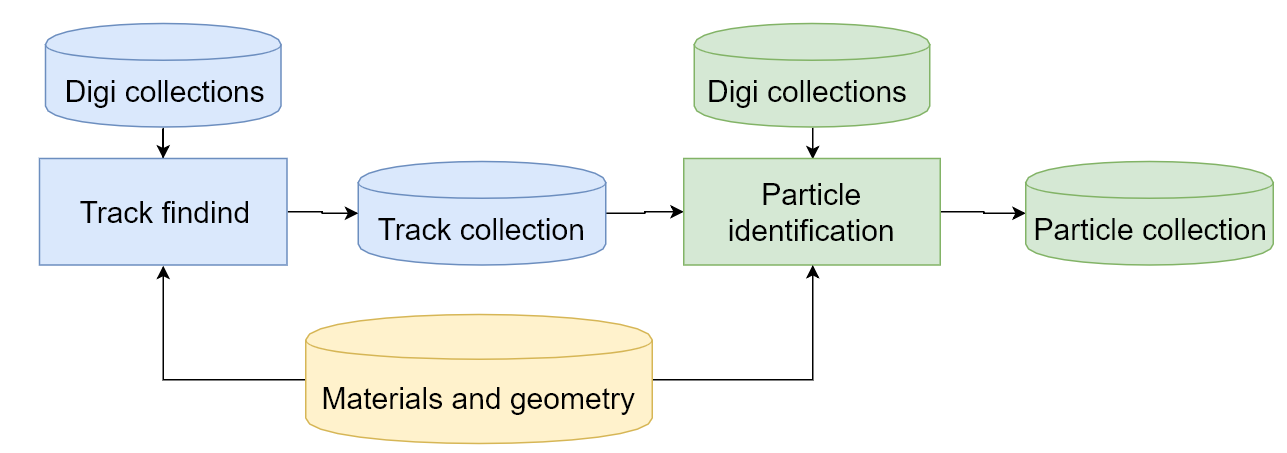 Digi collections
Digi collections
Track findind
Track collection
Particle
identification
Particle collection
Materials and geometry